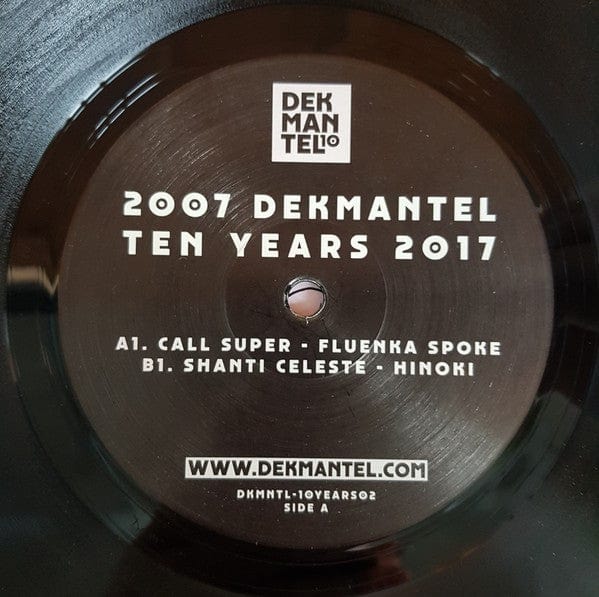 DEK
MAN
TEL10
2007 DEKMANTEL
TEN YEARS 2017
A1. CALL SUPER - FLUENKA SPOKE
B1. SHANTI CELESTE - HINOKI
WWW.DEKMANTEL.COM
DKMNTL-10YEARS02
SIDE A